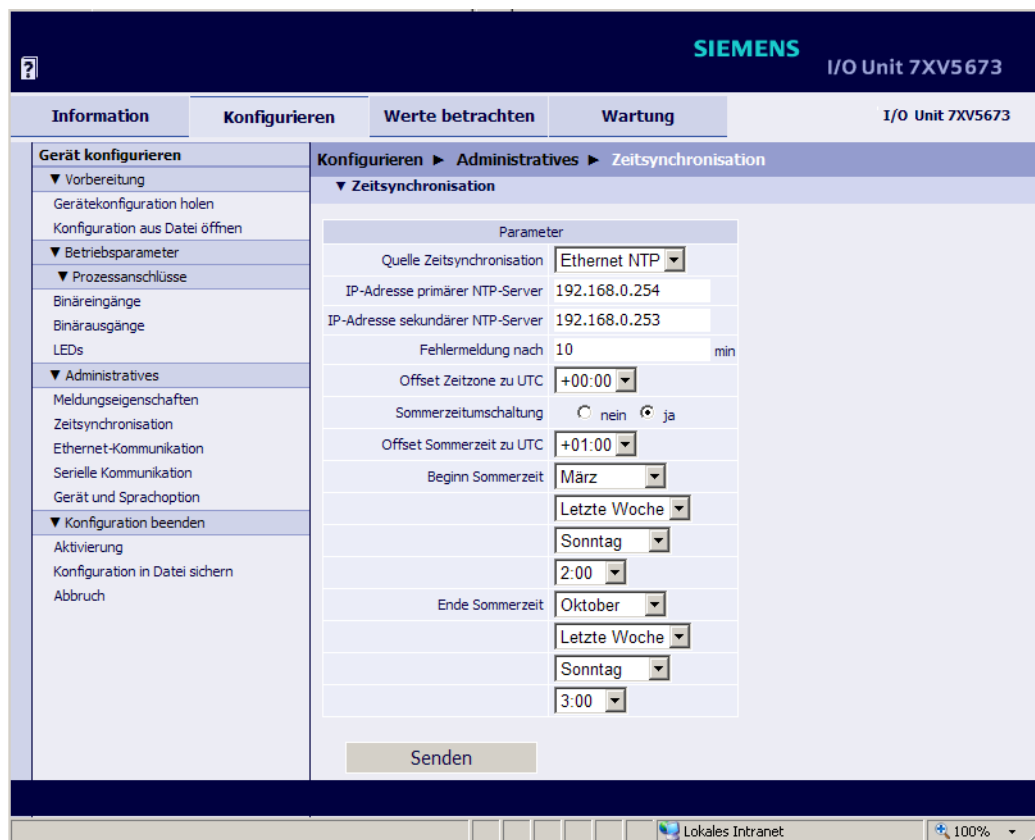 SIEMENS
?
I/O Unit 7XV5673
Information Konfigurieren Werte betrachten Wartung I/O Unit 7XV5673
Gerät konfigurieren
▼ Vorbereitung
Gerätekonfiguration holen
Konfiguration aus Datei öffnen
▼ Betriebsparameter
▼ Prozessanschlüsse
Binäreingänge
Binärausgänge
LEDs
▼ Administratives
Meldungseigenschaften
Zeitsynchronisation
Ethernet-Kommunikation
Serielle Kommunikation
Gerät und Sprachoption
▼ Konfiguration beenden
Aktivierung
Konfiguration in Datei sichern
Abbruch
Konfigurieren ► Administratives ► Zeitsynchronisation
▼ Zeitsynchronisation
Parameter
Quelle Zeitsynchronisation Ethernet NTP
IP-Adresse primärer NTP-Server 192.168.0.254
IP-Adresse sekundärer NTP-Server 192.168.0.253
Fehlermeldung nach 10 min
Offset Zeitzone zu UTC +00:00
Sommerzeitumschaltung nein ja
Offset Sommerzeit zu UTC +01:00
Beginn Sommerzeit März
Letzte Woche
Sonntag
2:00
Ende Sommerzeit Oktober
Letzte Woche
Sonntag
3:00
Senden
Lokales Intranet 100%